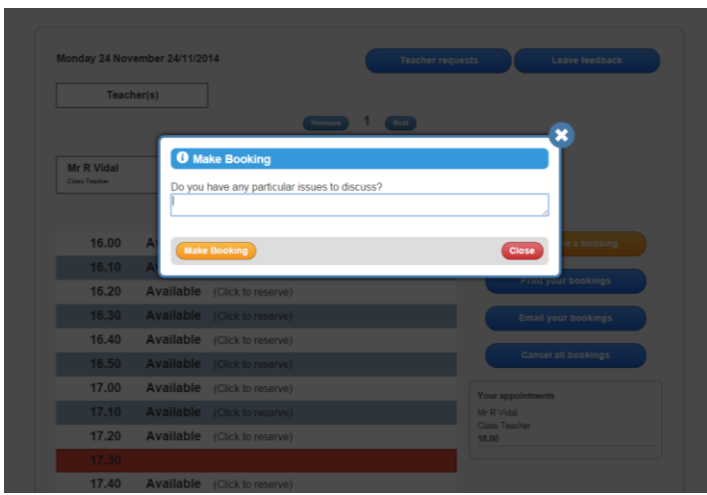 Monday 24 November 24/11/2014
Teacher requests
Leave feedback
Teacher(s)
Previous 1 Next
Mr R Vidal
Class Teacher
Make Booking
Do you have any particular issues to discuss?
Make Booking
Close
16.00
16.10
16.20 Available (Click to reserve)
16.30 Available (Click to reserve)
16.40 Available (Click to reserve)
16.50 Available (Click to reserve)
17.00 Available (Click to reserve)
17.10 Available (Click to reserve)
17.20 Available (Click to reserve)
17.30
17.40 Available (Click to reserve)
a booking
Print your bookings
Email your bookings
Cancel all bookings
Your appointments
Mr R Vidal
Class Teacher
18.00